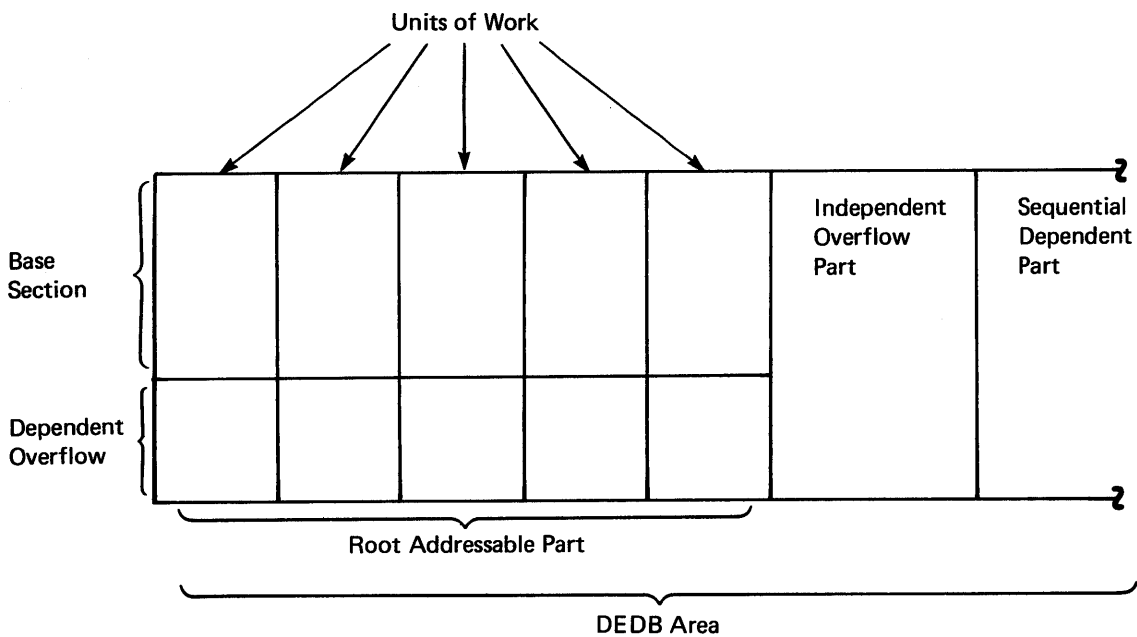 Units of Work
Base
Section
Independent
Overflow
Part
Sequential
Dependent
Part
Dependent
Overflow
Root Addressable Part
DEDB Area